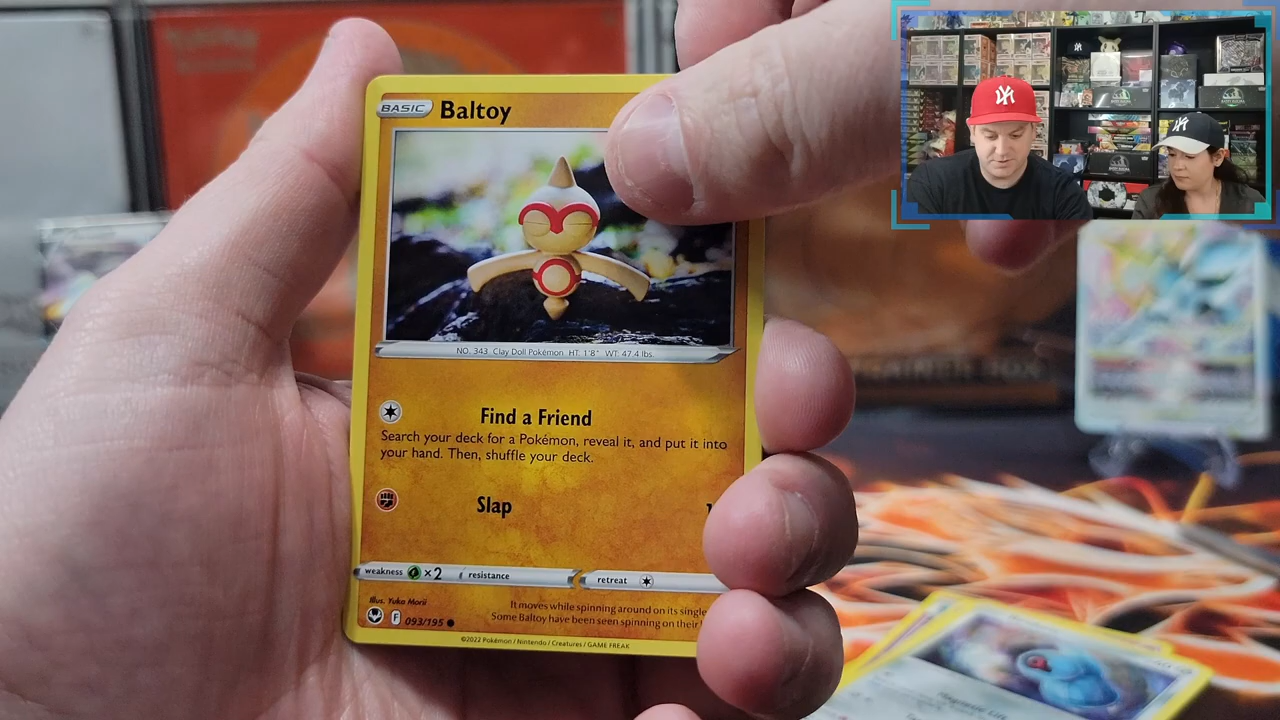 BASIC Baltoy
NO. 343 Clay Doll Pokémon HT: 1'8" WT: 47.4 lbs.
Find a Friend
Search your deck for a Pokémon, reveal it, and put it into
your hand. Then, shuffle your deck.
Slap
weakness ×2 resistance retreat
Illus. Yuka Morii
It moves while spinning around on its single
F 093/195 Some Baltoy have been seen spinning on their
©2022 Pokémon / Nintendo / Creatures / GAME FREAK